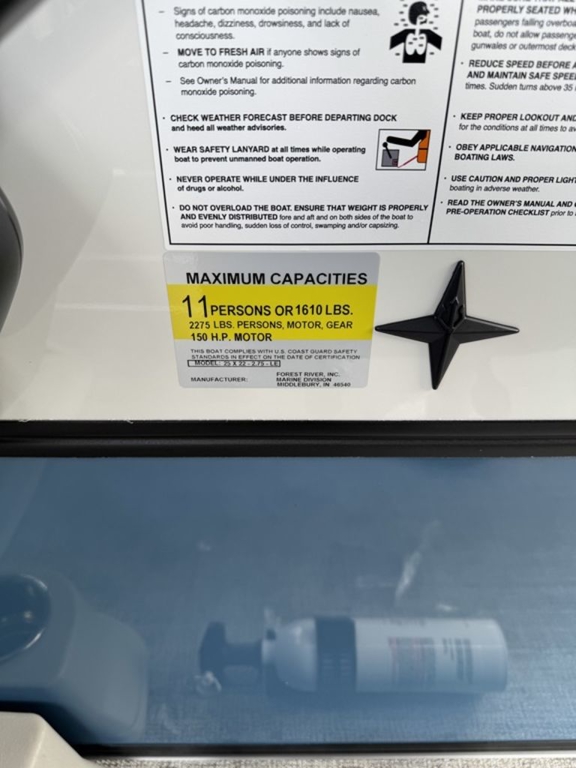 – Signs of carbon monoxide poisoning include nausea,
headache, dizziness, drowsiness, and lack of
consciousness.
– MOVE TO FRESH AIR if anyone shows signs of
carbon monoxide poisoning.
– See Owner's Manual for additional information regarding carbon
monoxide poisoning.
· CHECK WEATHER FORECAST BEFORE DEPARTING DOCK
and heed all weather advisories.
· WEAR SAFETY LANYARD at all times while operating
boat to prevent unmanned boat operation.
· NEVER OPERATE WHILE UNDER THE INFLUENCE
of drugs or alcohol.
· DO NOT OVERLOAD THE BOAT. ENSURE THAT WEIGHT IS PROPERLY
AND EVENLY DISTRIBUTED fore and aft and on both sides of the boat to
avoid poor handling, sudden loss of control, swamping and/or capsizing.
PROPERLY SEATED
passengers falling
boat, do not allow
gunwales or outermost
· REDUCE SPEED BEFORE
AND MAINTAIN SAFE
times. Sudden turns above 35
· KEEP PROPER LOOKOUT
for the conditions at all times to
· OBEY APPLICABLE
BOATING LAWS.
· USE CAUTION AND PROPER
boating in adverse weather.
· READ THE OWNER'S MANUAL AND
PRE-OPERATION CHECKLIST prior to
MAXIMUM CAPACITIES
11 PERSONS OR 1610 LBS.
2275 LBS. PERSONS, MOTOR, GEAR
150 H.P. MOTOR
THIS BOAT COMPLIES WITH U.S. COAST GUARD SAFETY
STANDARDS IN EFFECT ON THE DATE OF CERTIFICATION
MODEL: 25 X 22 - 2.75 - LE
MANUFACTURER: FOREST RIVER, INC.
MARINE DIVISION
MIDDLEBURY, IN 46540